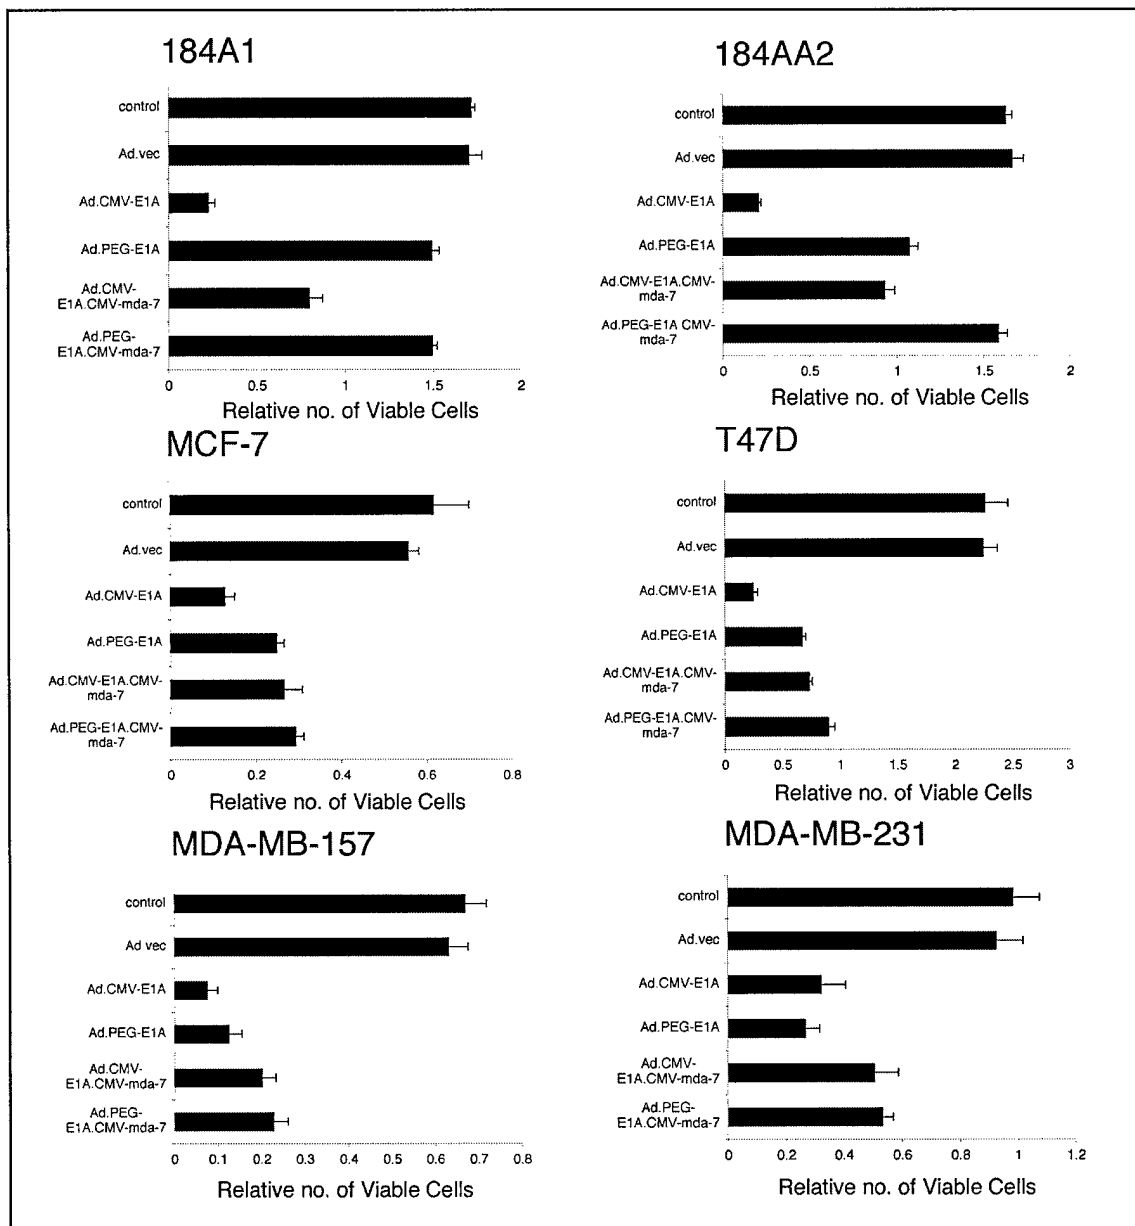 184A1
control
Ad.vec
Ad.CMV-E1A
Ad.PEG-E1A
Ad.CMV-
E1A.CMV-mda-7
Ad.PEG-
E1A.CMV-mda-7
0 0.5 1 1.5 2
Relative no. of Viable Cells
184AA2
control
Ad.vec
Ad.CMV-E1A
Ad.PEG-E1A
Ad.CMV-E1A.CMV-
mda-7
Ad.PEG-E1A CMV-
mda-7
0 0.5 1 1.5 2
Relative no. of Viable Cells
MCF-7
control
Ad.vec
Ad.CMV-E1A
Ad.PEG-E1A
Ad.CMV-E1A.CMV-
mda-7
Ad.PEG-E1A.CMV-
mda-7
0 0.2 0.4 0.6 0.8
Relative no. of Viable Cells
T47D
control
Ad.vec
Ad.CMV-E1A
Ad.PEG-E1A
Ad.CMV-E1A.CMV-
mda-7
Ad.PEG-E1A.CMV-
mda-7
0 0.5 1 1.5 2 2.5 3
Relative no. of Viable Cells
MDA-MB-157
control
Ad vec
Ad.CMV-E1A
Ad.PEG-E1A
Ad.CMV-
E1A.CMV-mda-7
Ad.PEG-
E1A.CMV-mda-7
0 0.1 0.2 0.3 0.4 0.5 0.6 0.7 0.8
Relative no. of Viable Cells
MDA-MB-231
control
Ad.vec
Ad.CMV-E1A
Ad.PEG-E1A
Ad.CMV-
E1A.CMV-mda-7
Ad.PEG-
E1A.CMV-mda-7
0 0.2 0.4 0.6 0.8 1 1.2
Relative no. of Viable Cells